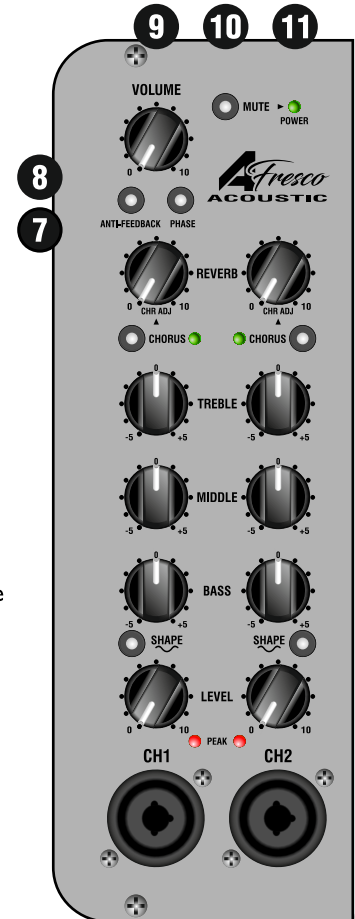 9 10 11
VOLUME
MUTE
POWER
0 10
8
A Fresco
ACOUSTIC
7
ANTI-FEEDBACK PHASE
REVERB
0 CHR ADJ 10 0 CHR ADJ 10
CHORUS CHORUS
0 0
TREBLE
-5 +5 -5 +5
0 0
MIDDLE
-5 +5 -5 +5
0 0
BASS
e
-5 +5 -5 +5
SHAPE SHAPE
LEVEL
0 10 0 10
PEAK
CH1 CH2